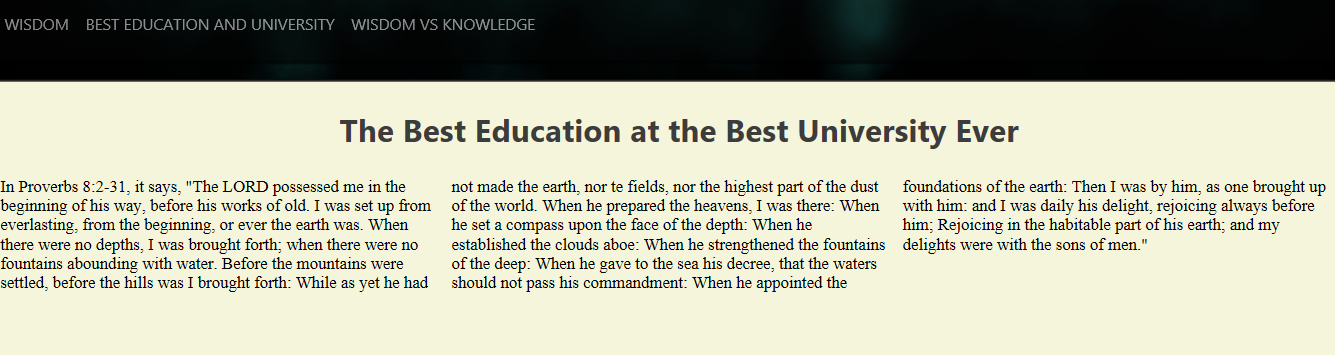 WISDOM BEST EDUCATION AND UNIVERSITY WISDOM VS KNOWLEDGE
The Best Education at the Best University Ever
In Proverbs 8:2-31, it says, "The LORD possessed me in the
beginning of his way, before his works of old. I was set up from
everlasting, from the beginning, or ever the earth was. When
there were no depths, I was brought forth; when there were no
fountains abounding with water. Before the mountains were
settled, before the hills was I brought forth: While as yet he had
not made the earth, nor te fields, nor the highest part of the dust
of the world. When he prepared the heavens, I was there: When
he set a compass upon the face of the depth: When he
established the clouds aboe: When he strengthened the fountains
of the deep: When he gave to the sea his decree, that the waters
should not pass his commandment: When he appointed the
foundations of the earth: Then I was by him, as one brought up
with him: and I was daily his delight, rejoicing always before
him; Rejoicing in the habitable part of his earth; and my
delights were with the sons of men."